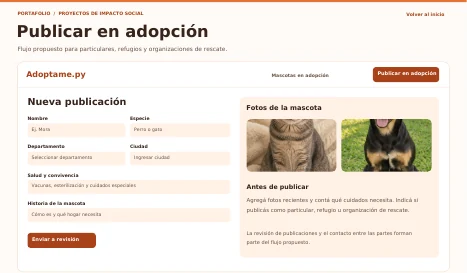 PORTAFOLIO / PROYECTOS DE IMPACTO SOCIAL
Volver al inicio
Publicar en adopción
Flujo propuesto para particulares, refugios y organizaciones de rescate.
Adoptame.py
Mascotas en adopción
Publicar en adopción
Nueva publicación
Nombre
Especie
Ej. Mora
Perro o gato
Departamento
Ciudad
Seleccionar departamento
Ingresar ciudad
Salud y convivencia
Vacunas, esterilización y cuidados especiales
Historia de la mascota
Cómo es y qué hogar necesita
Enviar a revisión
Fotos de la mascota
Antes de publicar
Agregá fotos recientes y contá qué cuidados necesita. Indicá si
publicás como particular, refugio u organización de rescate.
La revisión de publicaciones y el contacto entre las partes forman
parte del flujo propuesto.